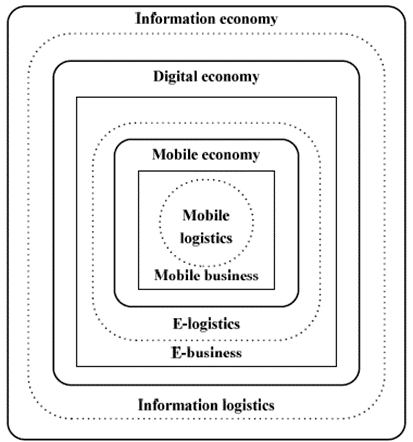 Information economy
Digital economy
Mobile economy
Mobile
logistics
Mobile business
E-logistics
E-business
Information logistics